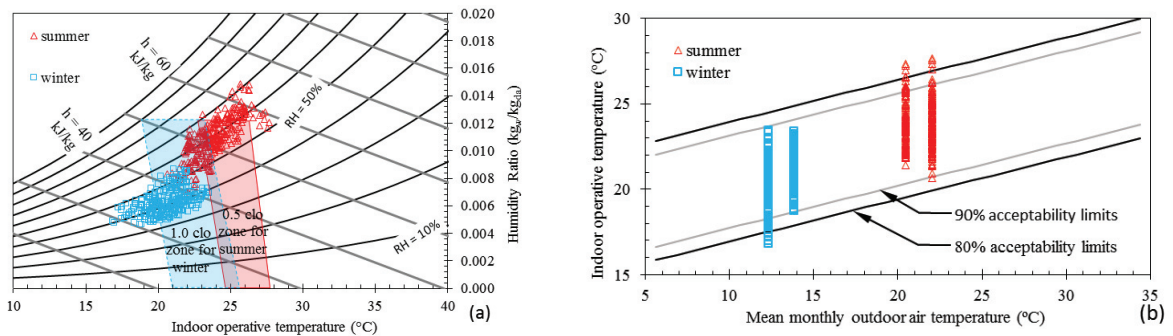 summer
winter
h = 60
kJ/kg
h = 40
kJ/kg
RH = 50%
RH = 10%
1.0 clo
zone for
winter
0.5 clo
zone for
summer
0.020
0.018
0.016
0.014
0.012
0.010
0.008
0.006
0.004
0.002
0.000
Humidity Ratio (kgw/kgda)
10 15 20 25 30 35 40
Indoor operative temperature (°C)
(a)
Indoor operative temperature (°C)
30
25
20
15
summer
winter
90% acceptability limits
80% acceptability limits
5 10 15 20 25 30 35
Mean monthly outdoor air temperature (°C)
(b)